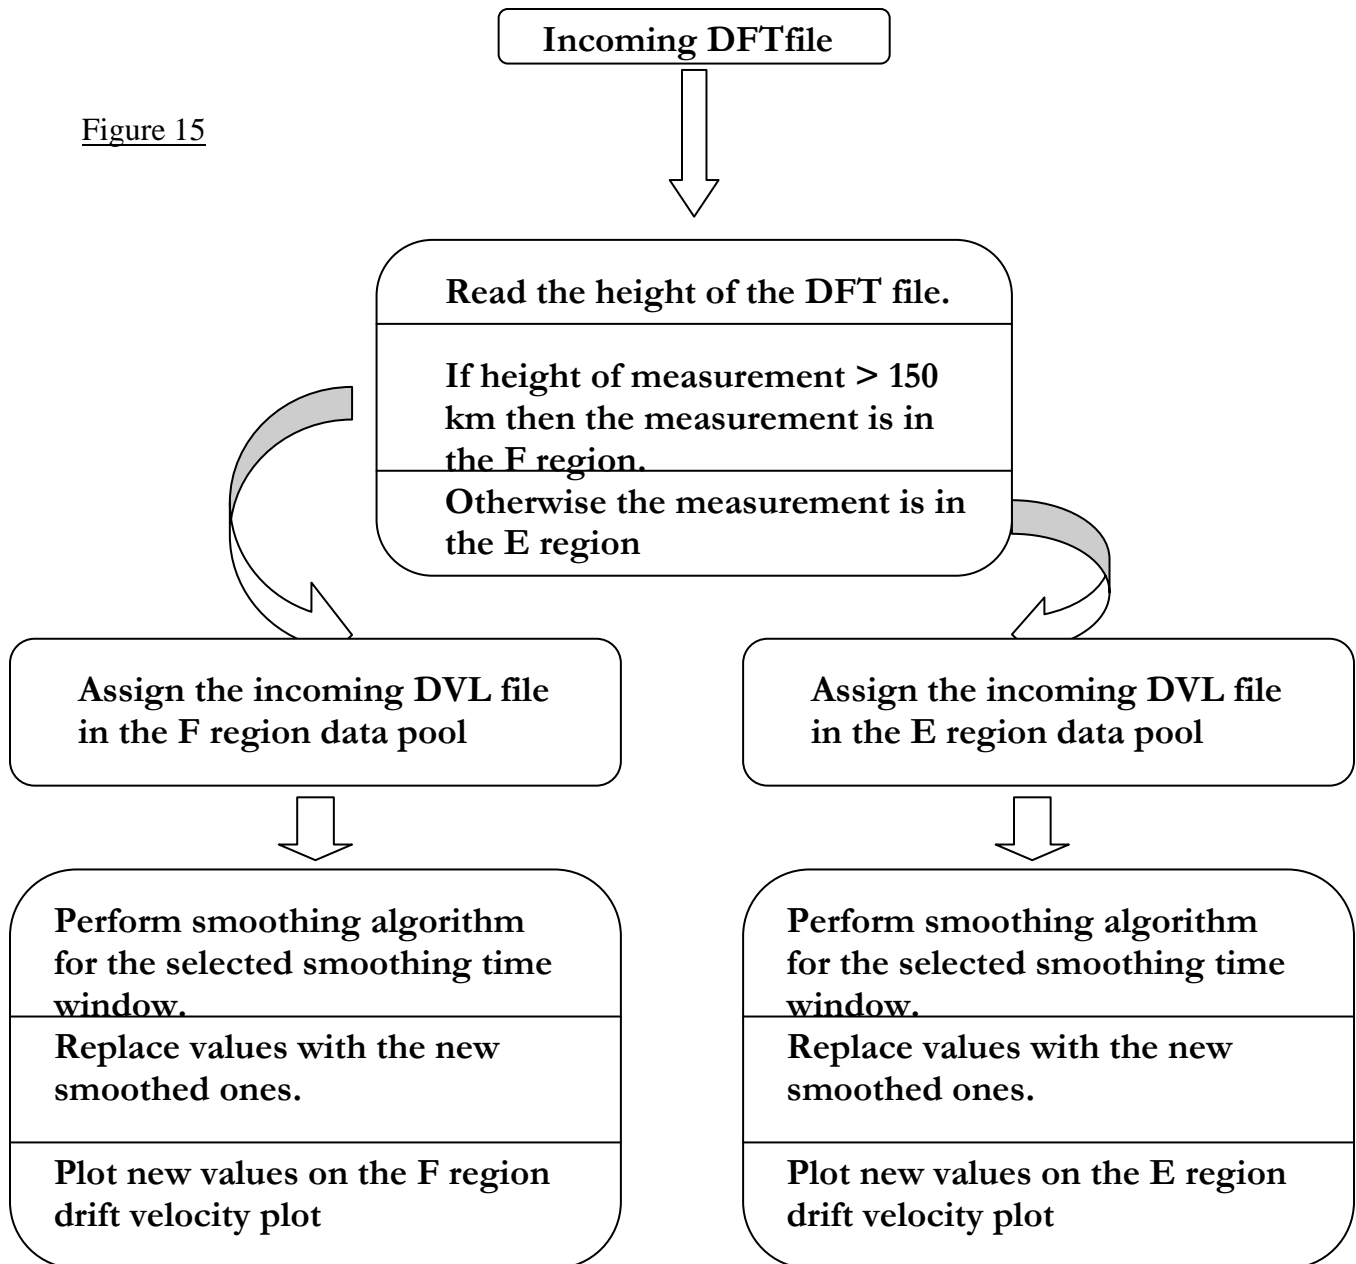 Incoming DFTfile
Figure 15
Read the height of the DFT file.
If height of measurement > 150
km then the measurement is in
the F region.
Otherwise the measurement is in
the E region
Assign the incoming DVL file
in the F region data pool
Assign the incoming DVL file
in the E region data pool
Perform smoothing algorithm
for the selected smoothing time
window.
Replace values with the new
smoothed ones.
Plot new values on the F region
drift velocity plot
Perform smoothing algorithm
for the selected smoothing time
window.
Replace values with the new
smoothed ones.
Plot new values on the E region
drift velocity plot